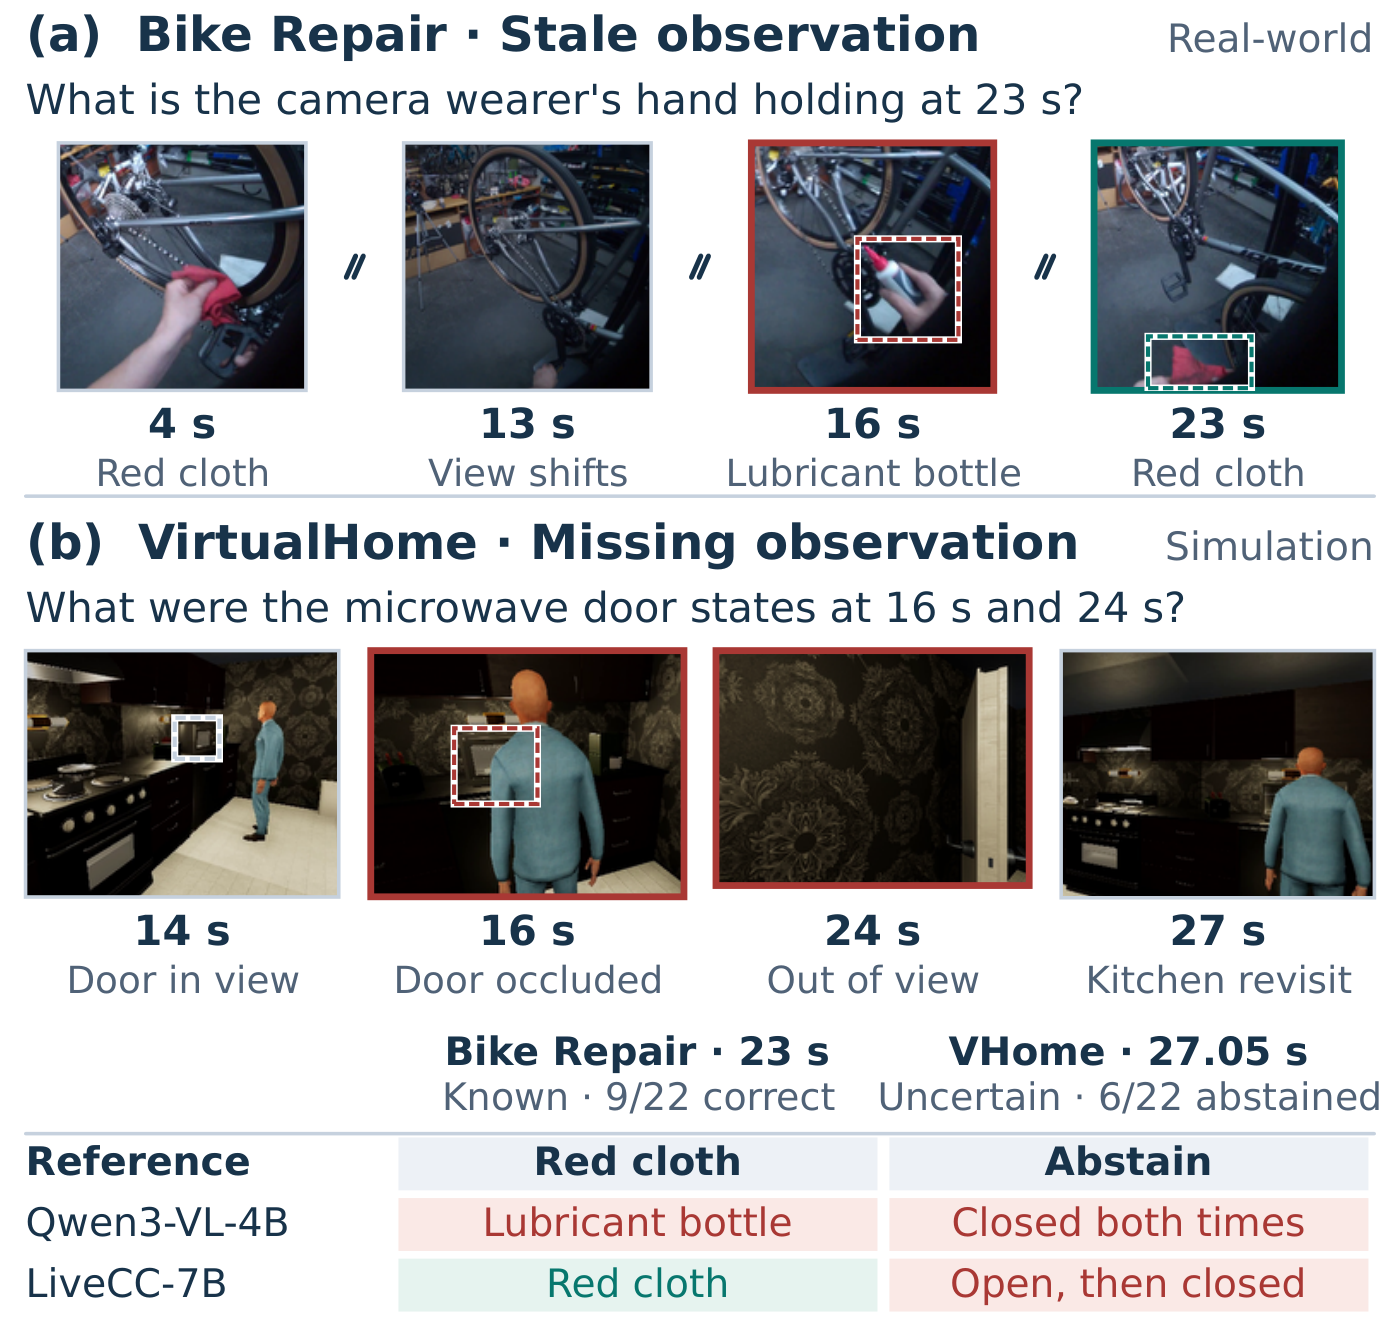 (a) Bike Repair · Stale observation Real-world
What is the camera wearer's hand holding at 23 s?
4 s 13 s 16 s 23 s
Red cloth View shifts Lubricant bottle Red cloth
(b) VirtualHome · Missing observation Simulation
What were the microwave door states at 16 s and 24 s?
14 s 16 s 24 s 27 s
Door in view Door occluded Out of view Kitchen revisit
Bike Repair · 23 s VHome · 27.05 s
Known · 9/22 correct Uncertain · 6/22 abstained
Reference Red cloth Abstain
Qwen3-VL-4B Lubricant bottle Closed both times
LiveCC-7B Red cloth Open, then closed